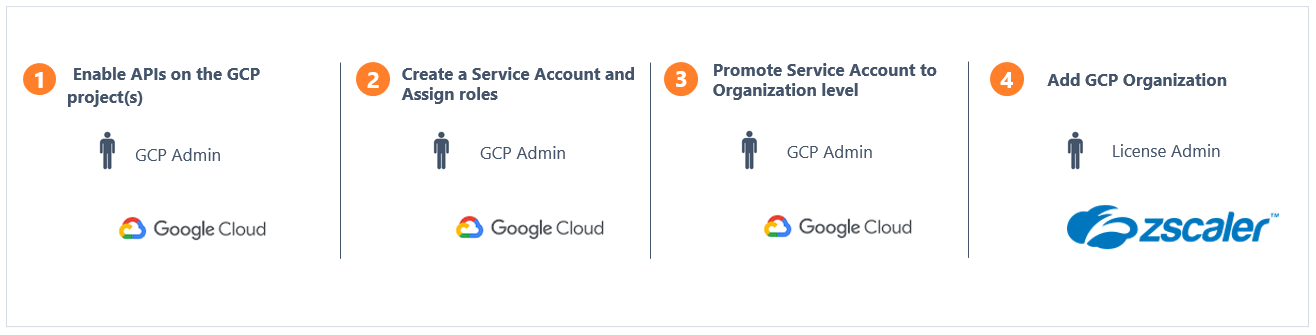 1
Enable APIs on the GCP
project(s)
GCP Admin
Google Cloud
2
Create a Service Account and
Assign roles
GCP Admin
Google Cloud
3
Promote Service Account to
Organization level
GCP Admin
Google Cloud
4
Add GCP Organization
License Admin
zscaler™